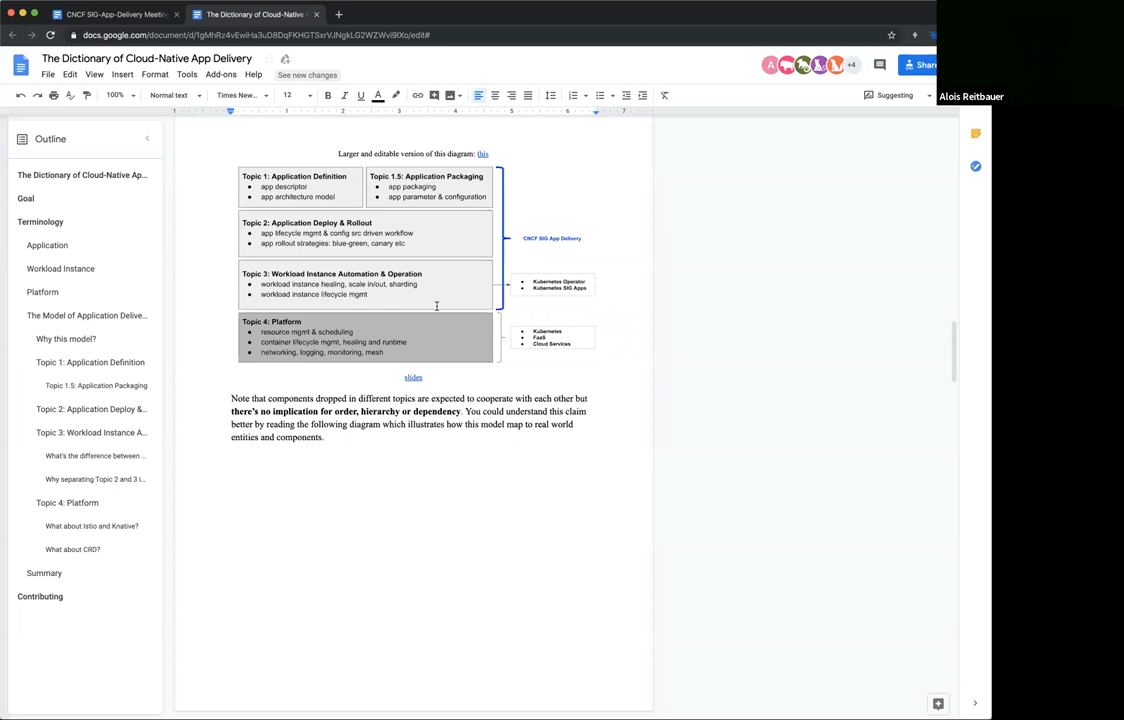 CNCF SIG-App-Delivery Meetin
The Dictionary of Cloud-Native A
docs.google.com/document/d/1gMhRz4vEwiHa3uD8DqFKHGTSxrVJNgkLG2WZWvi9lXo/edit#
The Dictionary of Cloud-Native App Delivery
File Edit View Insert Format Tools Add-ons Help See new changes
A +4 Share
100% Normal text Times New... 12 B I U A Suggesting
Alois Reitbauer
1 1 2 3 4 5 6 7
Outline
The Dictionary of Cloud-Native Ap...
Goal
Terminology
Application
Workload Instance
Platform
The Model of Application Delive...
Why this model?
Topic 1: Application Definition
Topic 1.5: Application Packaging
Topic 2: Application Deploy &...
Topic 3: Workload Instance A...
What's the difference between ...
Why separating Topic 2 and 3 i...
Topic 4: Platform
What about Istio and Knative?
What about CRD?
Summary
Contributing
Larger and editable version of this diagram: this
Topic 1: Application Definition
app descriptor
app architecture model
Topic 1.5: Application Packaging
app packaging
app parameter & configuration
Topic 2: Application Deploy & Rollout
app lifecycle mgmt & config src driven workflow
app rollout strategies: blue-green, canary etc
CNCF SIG App Delivery
Topic 3: Workload Instance Automation & Operation
workload instance healing, scale in/out, sharding
workload instance lifecycle mgmt
Kubernetes Operator
Kubernetes SIG Apps
Topic 4: Platform
resource mgmt & scheduling
container lifecycle mgmt, healing and runtime
networking, logging, monitoring, mesh
Kubernetes
FaaS
Cloud Services
slides
Note that components dropped in different topics are expected to cooperate with each other but
there's no implication for order, hierarchy or dependency. You could understand this claim
better by reading the following diagram which illustrates how this model map to real world
entities and components.